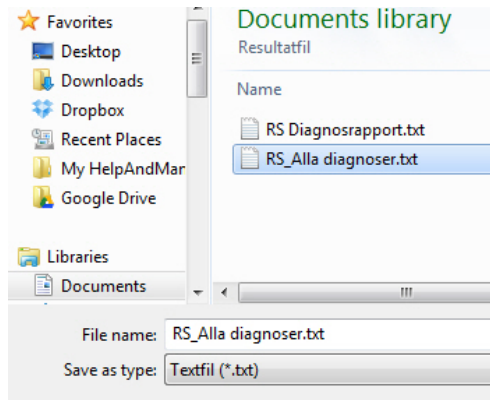 Favorites
Desktop
Downloads
Dropbox
Recent Places
My HelpAndMar
Google Drive
Libraries
Documents
Documents library
Resultatfil
Name
RS Diagnosrapport.txt
RS_Alla diagnoser.txt
File name: RS_Alla diagnoser.txt
Save as type: Textfil (*.txt)